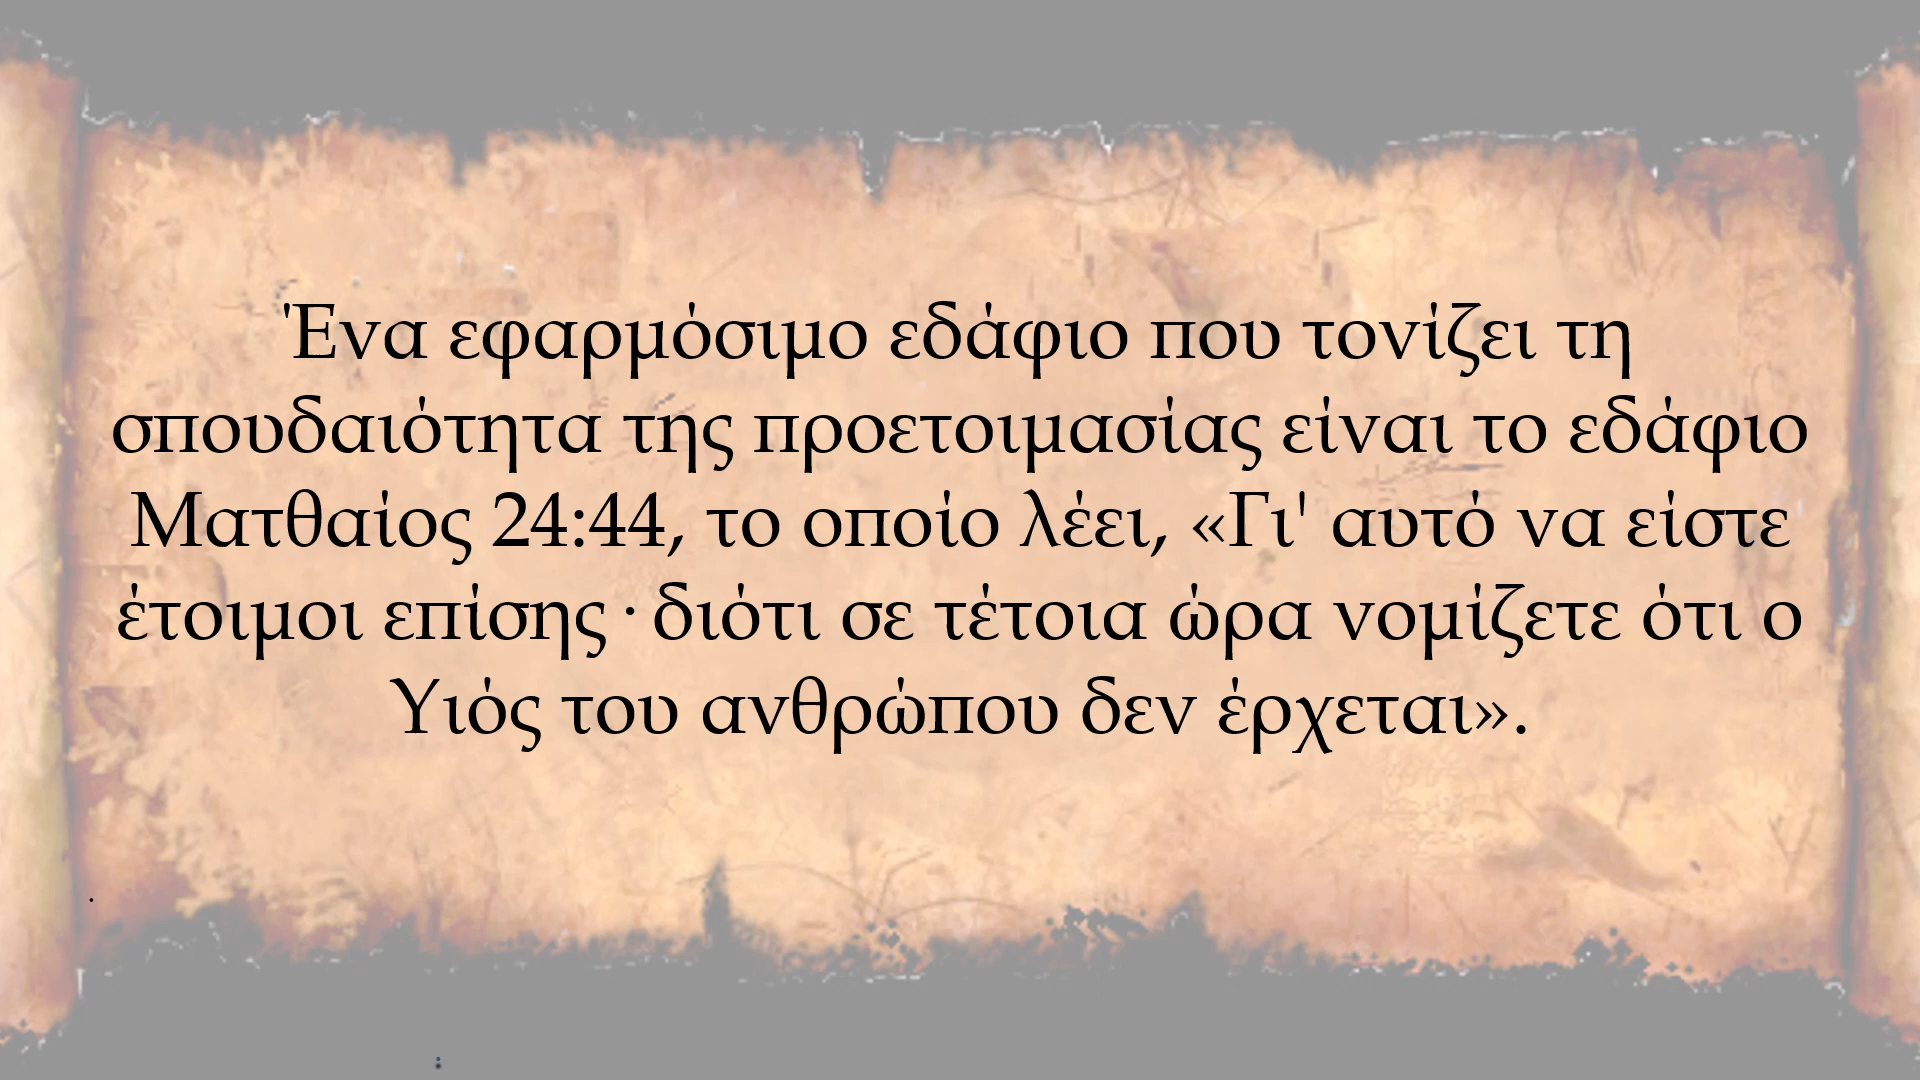 Ένα εφαρμόσιμο εδάφιο που τονίζει τη
σπουδαιότητα της προετοιμασίας είναι το εδάφιο
Ματθαίος 24:44, το οποίο λέει, «Γι' αυτό να είστε
έτοιμοι επίσης · διότι σε τέτοια ώρα νομίζετε ότι ο
Υιός του ανθρώπου δεν έρχεται».
.
: